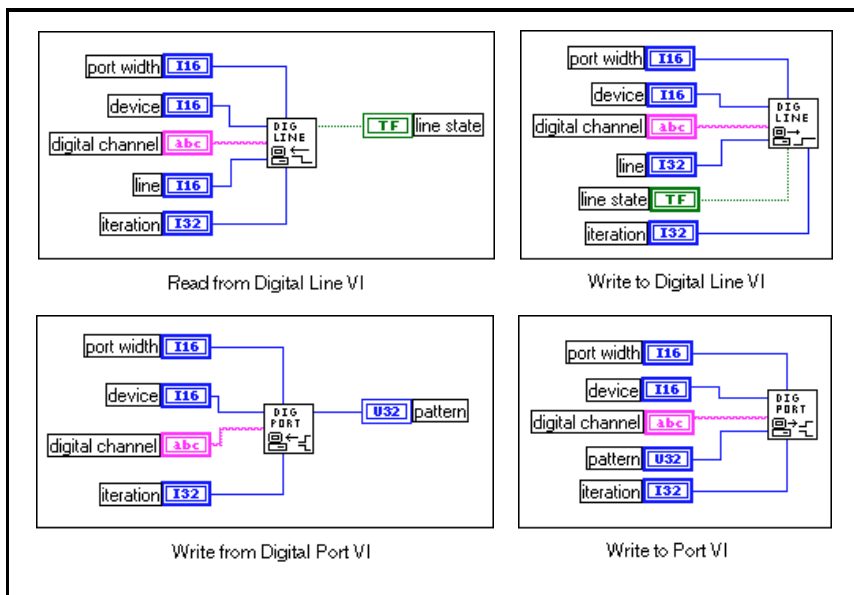 port width I16
device I16
digital channel abc
line I16
iteration I32
DIG
LINE
TF line state
Read from Digital Line VI
port width I16
device I16
digital channel abc
line I32
line state TF
iteration I32
DIG
LINE
Write to Digital Line VI
port width I16
device I16
digital channel abc
iteration I32
DIG
PORT
U32 pattern
Write from Digital Port VI
port width I16
device I16
digital channel abc
pattern U32
iteration I32
DIG
PORT
Write to Port VI